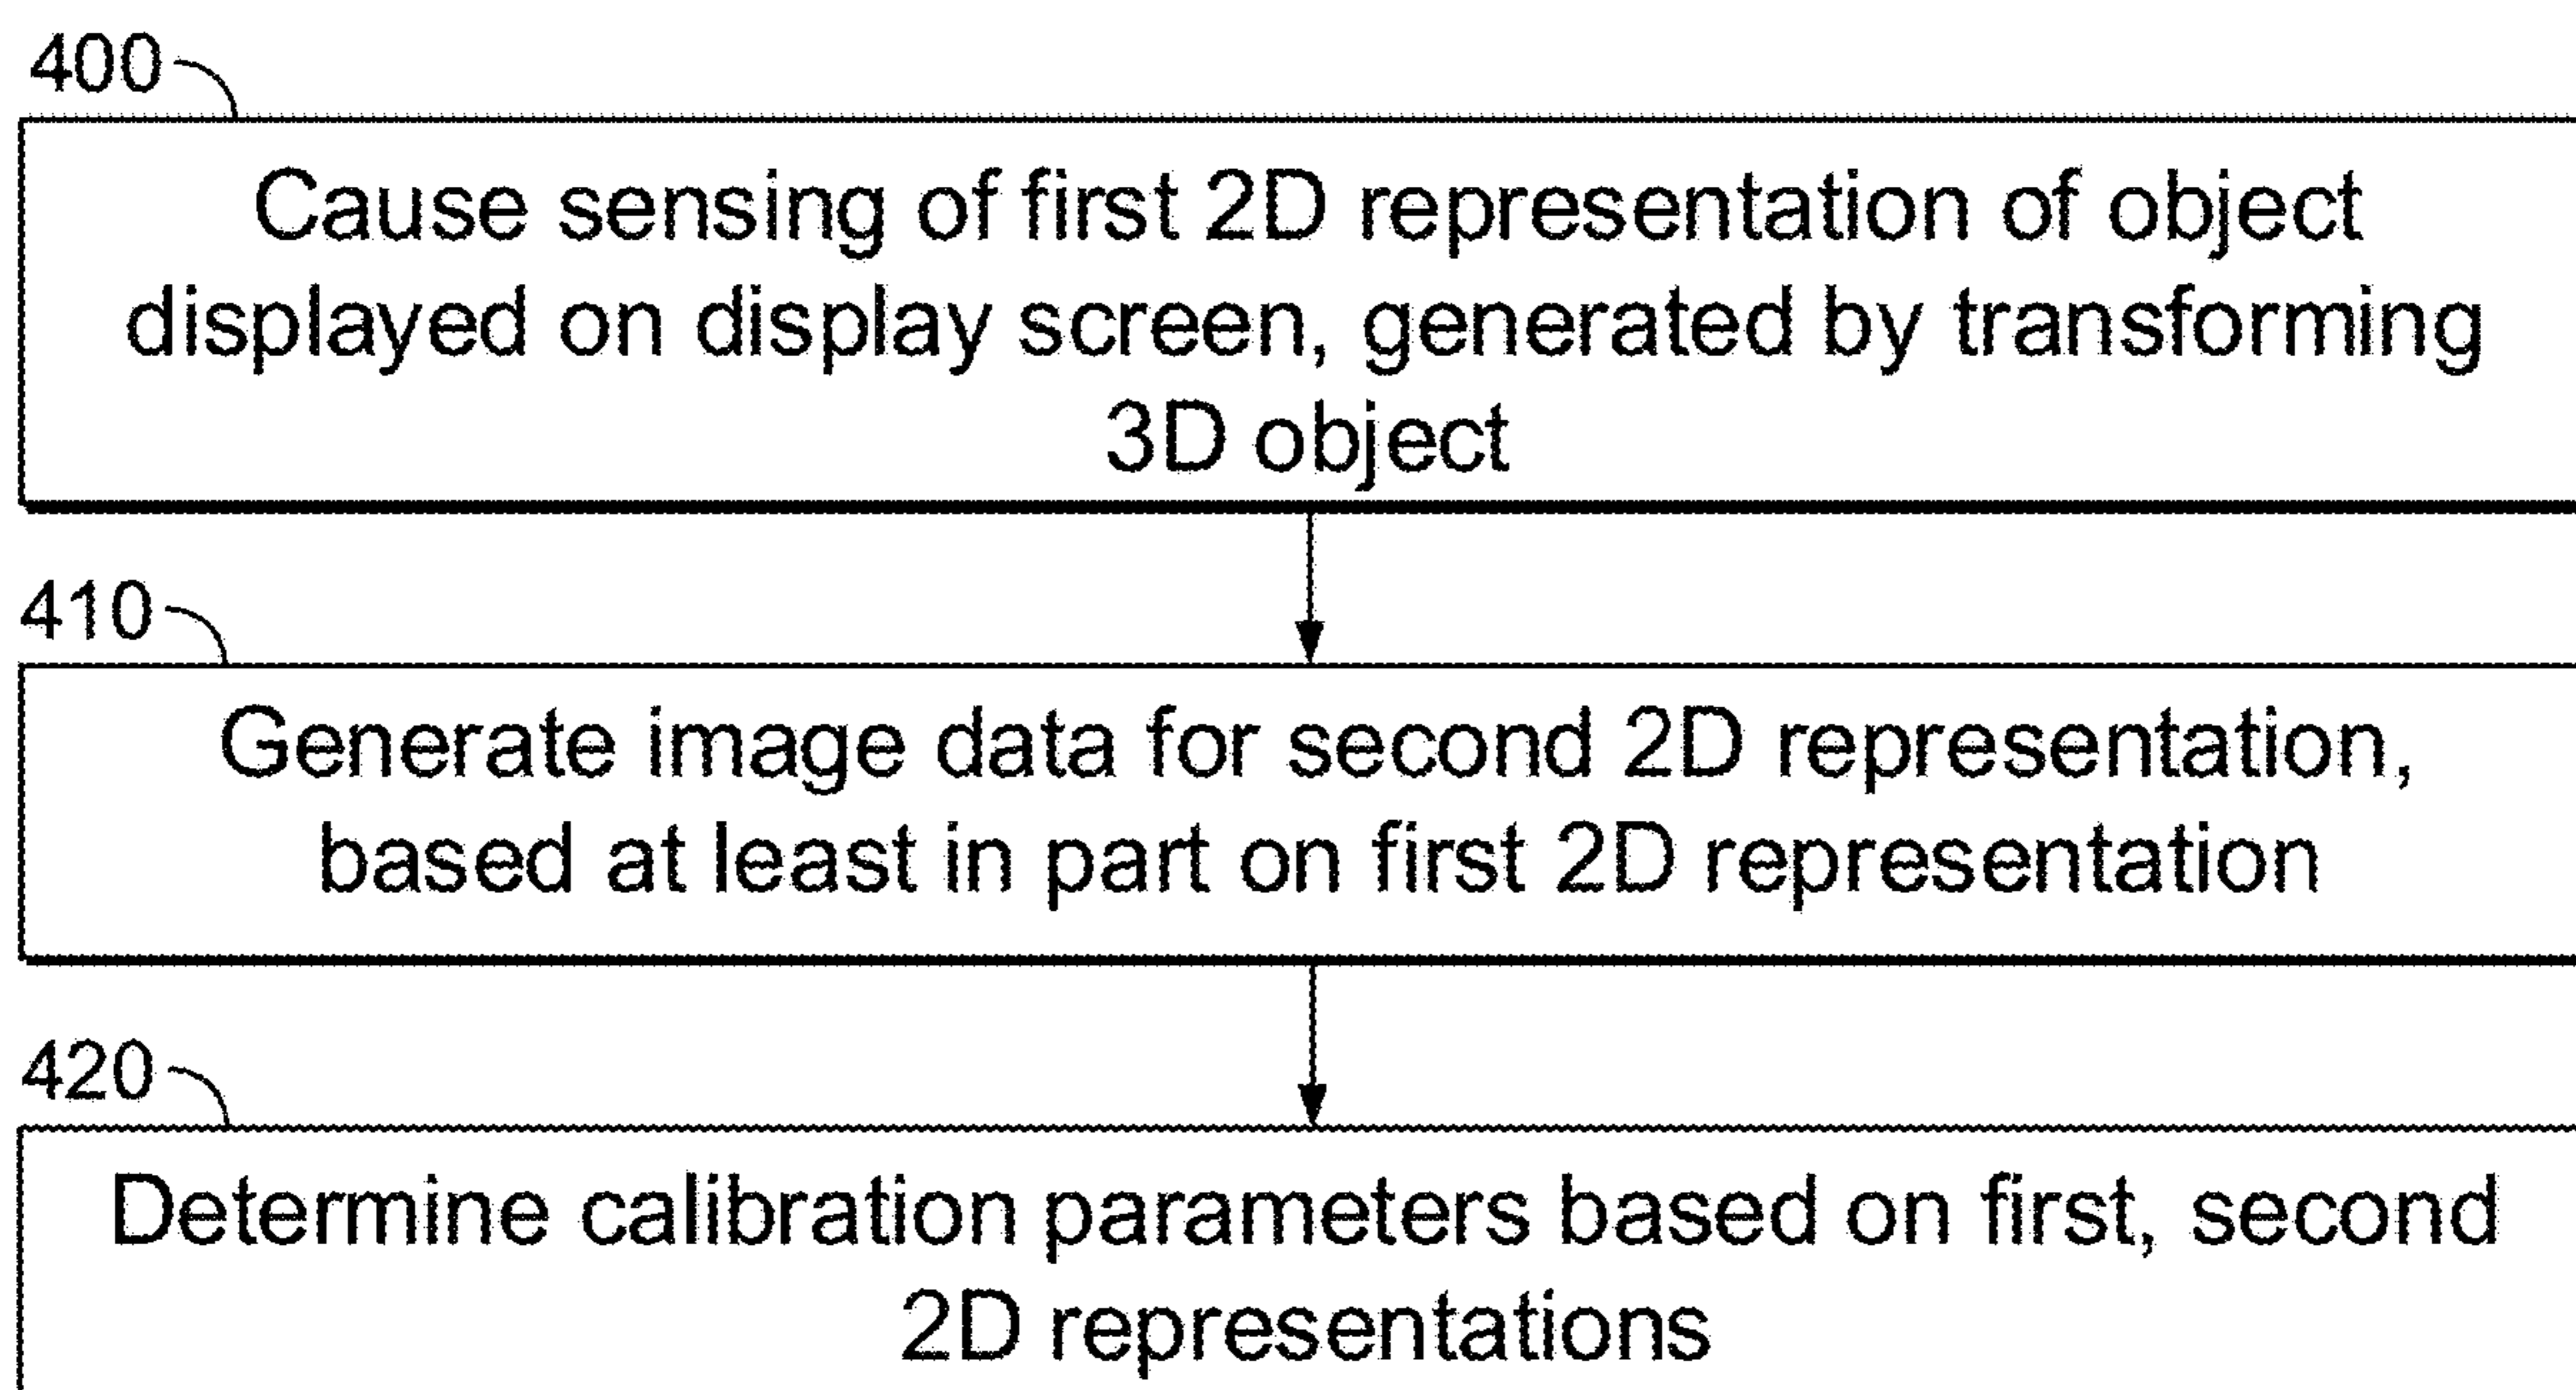 400
Cause sensing of first 2D representation of object
displayed on display screen, generated by transforming
3D object
410
Generate image data for second 2D representation,
based at least in part on first 2D representation
420
Determine calibration parameters based on first, second
2D representations